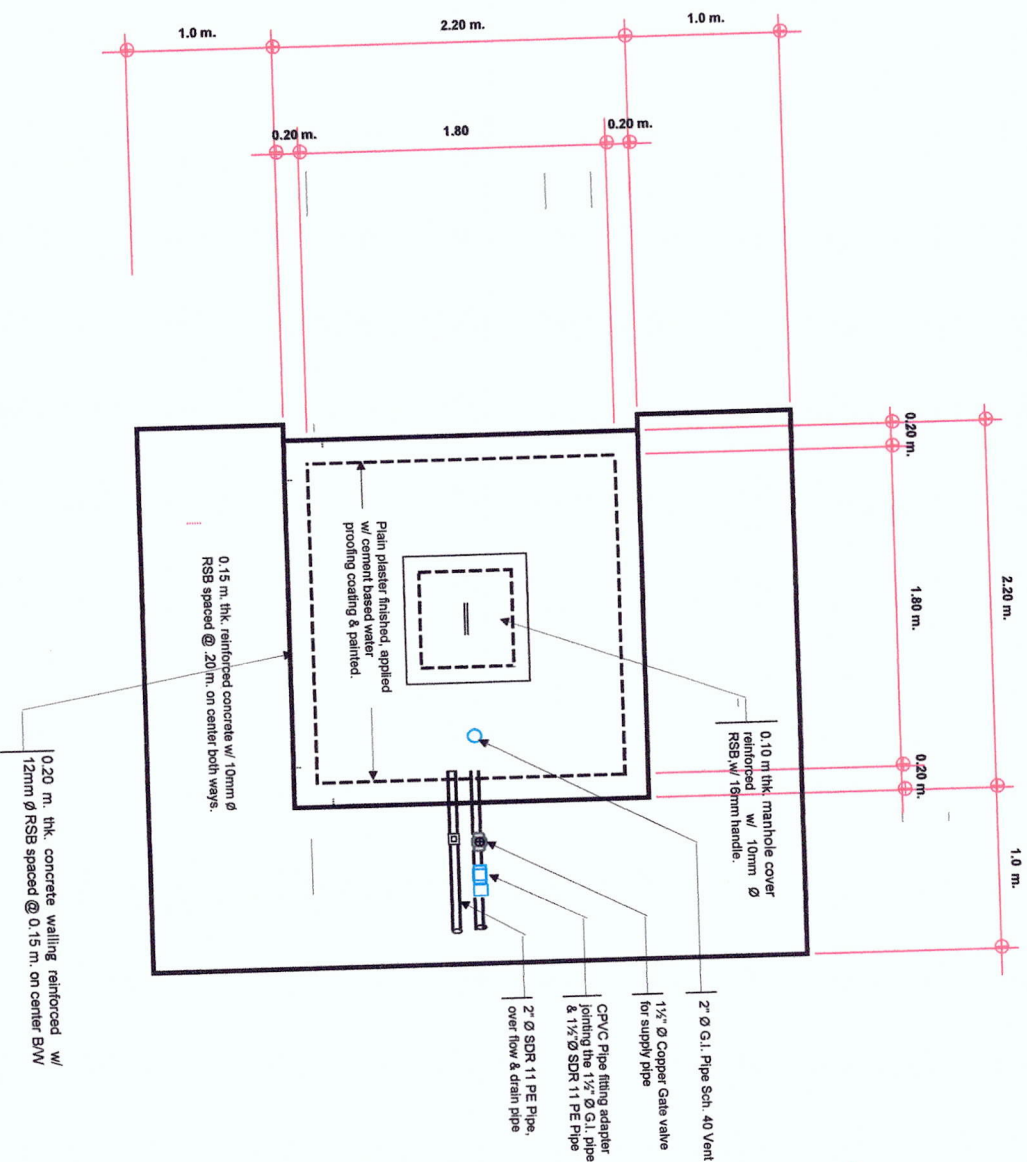 1.0 m.
2.20 m.
1.0 m.
0.20 m.
1.80
0.20 m.
0.20 m.
1.80 m.
0.20 m.
2.20 m.
1.0 m.
Plain plaster finished, applied
w/ cement based water
proofing coating & painted.
0.15 m. thk. reinforced concrete w/ 10mm Ø
RSB spaced @ .20 m. on center both ways.
0.20 m. thk. concrete walling reinforced w/
12mm Ø RSB spaced @ 0.15 m. on center B/W
0.10 m thk. manhole cover
reinforced w/ 10mm Ø
RSB,w/ 16mm handle.
2" Ø G.I. Pipe Sch. 40 Vent
1½" Ø Copper Gate valve
for supply pipe
CPVC Pipe fitting adapter
jointing the 1½" Ø G.I. pipe
& 1½"Ø SDR 11 PE Pipe
2" Ø SDR 11 PE Pipe,
over flow & drain pipe